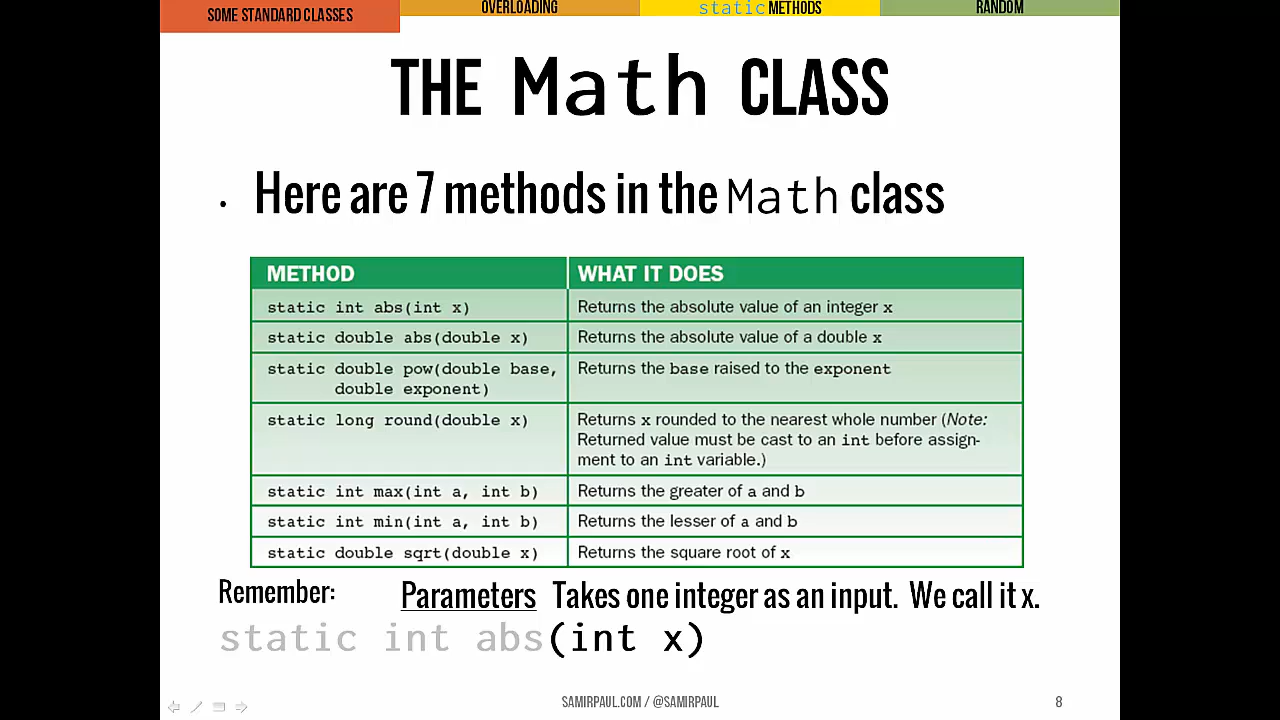 SOME STANDARD CLASSES
OVERLOADING
static METHODS
RANDOM
THE Math CLASS
• Here are 7 methods in the Math class
METHOD WHAT IT DOES
static int abs(int x) Returns the absolute value of an integer x
static double abs(double x) Returns the absolute value of a double x
static double pow(double base, Returns the base raised to the exponent
double exponent)
static long round(double x) Returns x rounded to the nearest whole number (Note:
Returned value must be cast to an int before assign-
ment to an int variable.)
static int max(int a, int b) Returns the greater of a and b
static int min(int a, int b) Returns the lesser of a and b
static double sqrt(double x) Returns the square root of x
Remember: Parameters Takes one integer as an input. We call it x.
static int abs(int x)
SAMIRPAUL.COM / @SAMIRPAUL
8